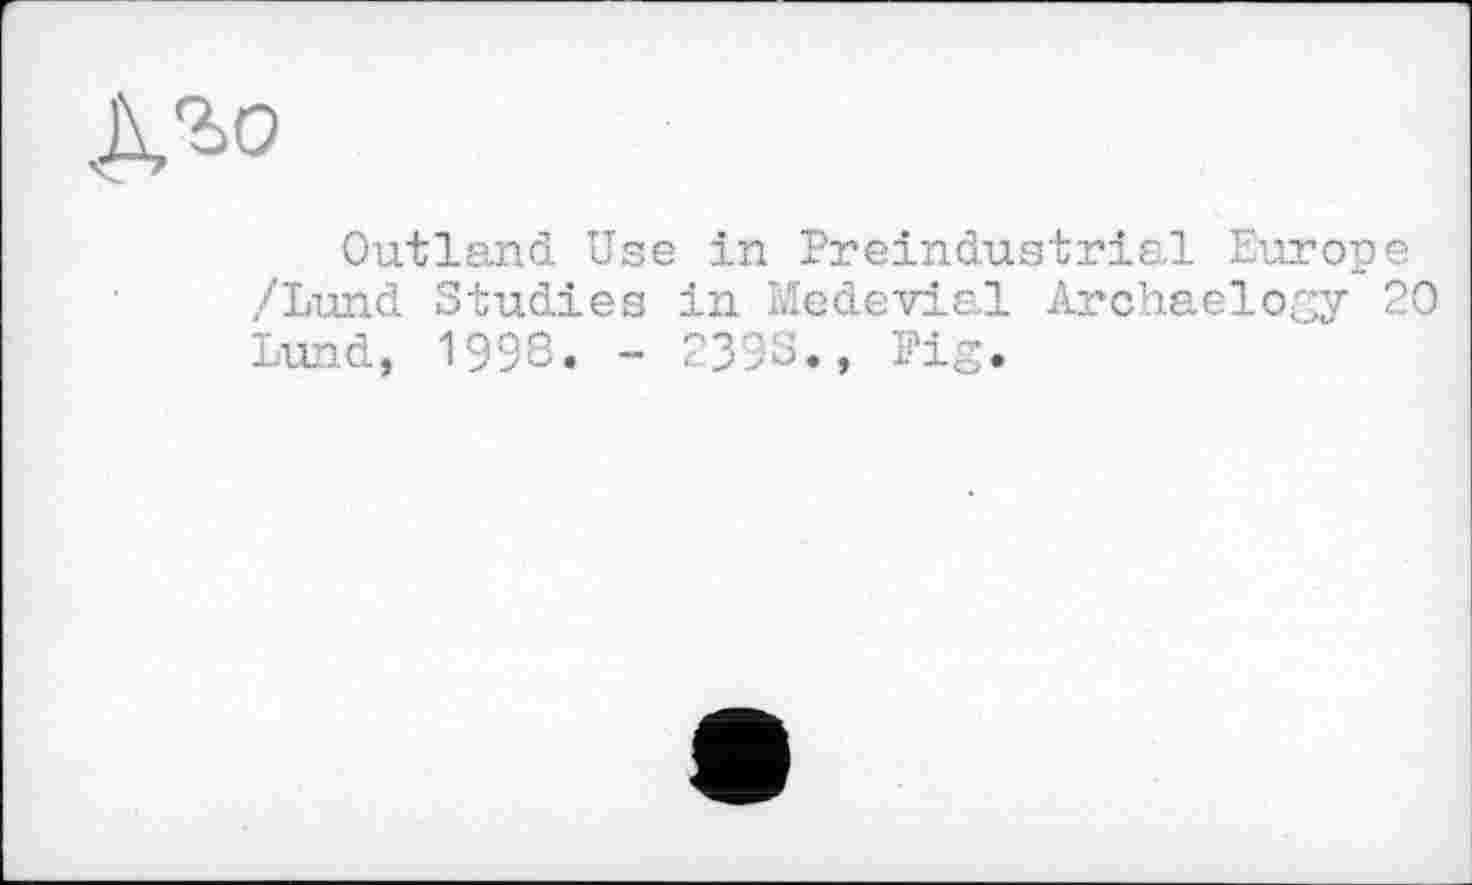 Д20
Outland Use in Preindustrial Europe
/Lund Studies in Medevial Archaelogy 20
Lund, 1998. - 239S., Fig.